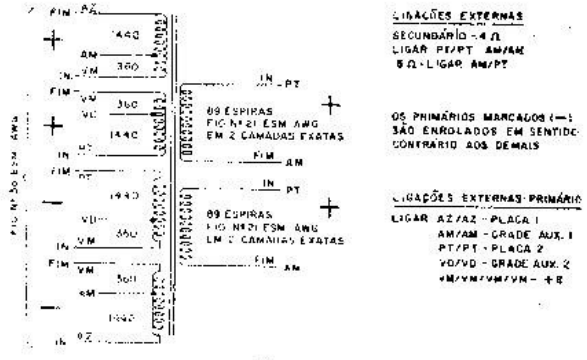 FIM AZ
1440
AM
IN VM 360
FIM VM 360
VD
1440
IN PT
FIM PT
1440
VD
IN VM 360
FIM VM 360
AM
1440
IN AZ
FIO Nº 30 ESM AWG
IN PT
89 ESPIRAS
FIO Nº 21 ESM AWG
EM 2 CAMADAS EXATAS
FIM AM
IN PT
89 ESPIRAS
FIO Nº 21 ESM AWG
EM 2 CAMADAS EXATAS
FIM AM
LIGAÇÕES EXTERNAS
SECUNDÁRIO - 4 Ω
LIGAR PT/PT AM/AM
8 Ω - LIGAR AM/PT
OS PRIMÁRIOS MARCADOS (—)
SÃO ENROLADOS EM SENTIDO
CONTRÁRIO AOS DEMAIS
LIGAÇÕES EXTERNAS-PRIMÁRIO
LIGAR AZ/AZ - PLACA 1
AM/AM - GRADE AUX. 1
PT/PT - PLACA 2
VD/VD - GRADE AUX. 2
VM/VM/VM/VM - +B